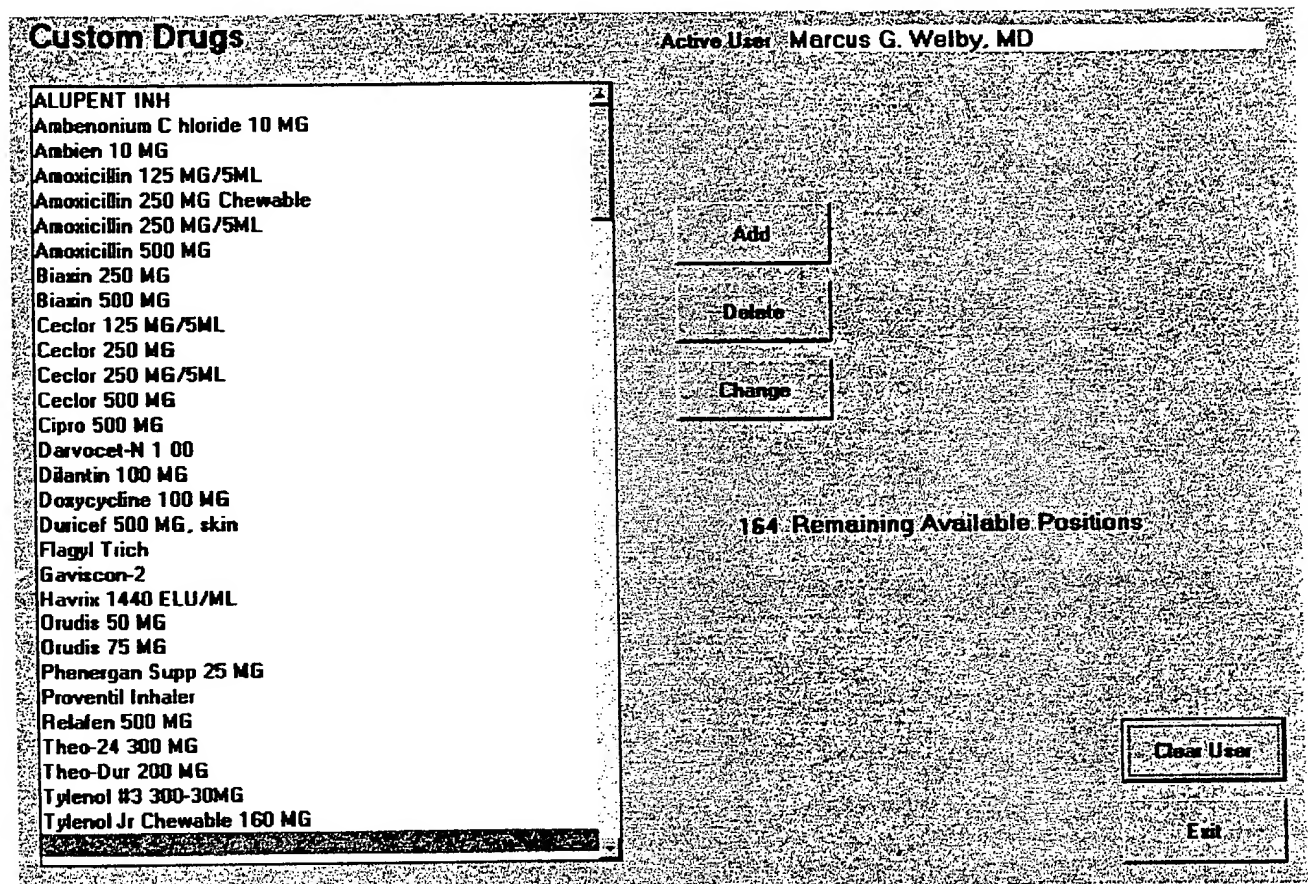 Custom Drugs
Active User Marcus G. Welby, MD
ALUPENT INH
Ambenonium C hloride 10 MG
Ambien 10 MG
Amoxicillin 125 MG/5ML
Amoxicillin 250 MG Chewable
Amoxicillin 250 MG/5ML
Amoxicillin 500 MG
Biaxin 250 MG
Biaxin 500 MG
Ceclor 125 MG/5ML
Ceclor 250 MG
Ceclor 250 MG/5ML
Ceclor 500 MG
Cipro 500 MG
Darvocet-N 1 00
Dilantin 100 MG
Doxycycline 100 MG
Duricef 500 MG, skin
Flagyl Trich
Gaviscon-2
Havrix 1440 ELU/ML
Orudis 50 MG
Orudis 75 MG
Phenergan Supp 25 MG
Proventil Inhaler
Relafen 500 MG
Theo-24 300 MG
Theo-Dur 200 MG
Tylenol #3 300-30MG
Tylenol Jr Chewable 160 MG
Add
Delete
Change
164 Remaining Available Positions
Clear User
Exit